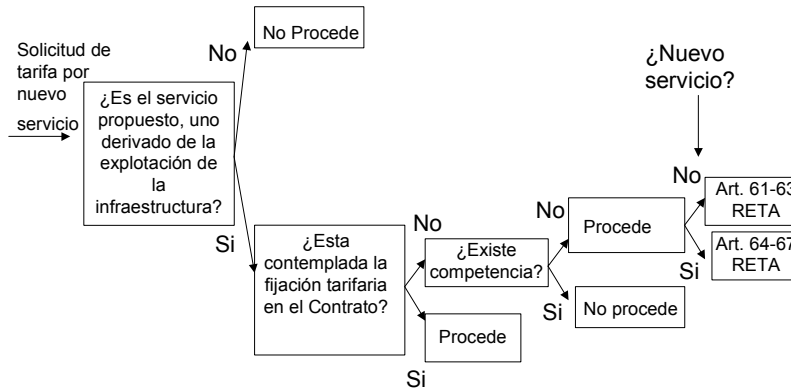 Solicitud de
tarifa por
nuevo
servicio
¿Es el servicio
propuesto, uno
derivado de la
explotación de
la
infraestructura?
No
No Procede
Si
¿Esta
contemplada la
fijación tarifaria
en el Contrato?
No
¿Existe
competencia?
Si
Procede
No
Procede
Si
No procede
¿Nuevo
servicio?
No
Art. 61-63
RETA
Si
Art. 64-67
RETA